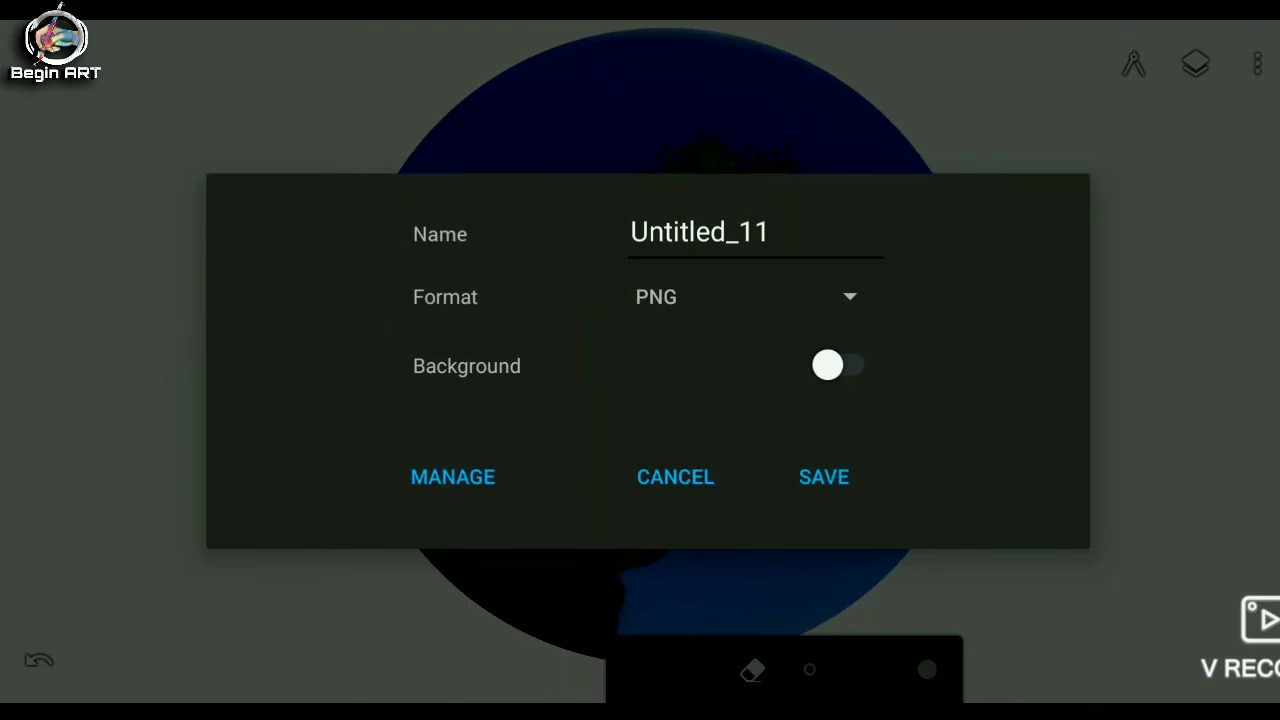 Begin ART
Name
Untitled_11
Format
PNG
Background
MANAGE
CANCEL
SAVE
V RECO